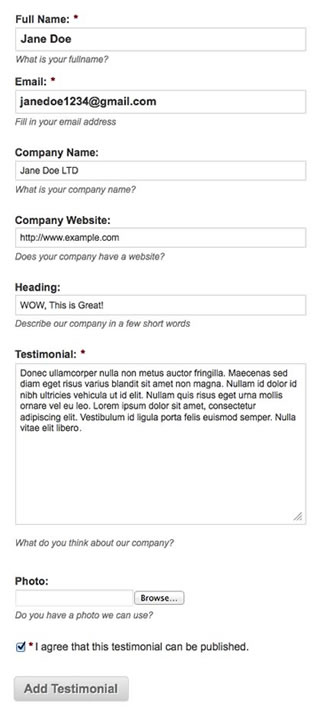 Full Name: *
Jane Doe
What is your fullname?
Email: *
janedoe1234@gmail.com
Fill in your email address
Company Name:
Jane Doe LTD
What is your company name?
Company Website:
http://www.example.com
Does your company have a website?
Heading:
WOW, This is Great!
Describe our company in a few short words
Testimonial: *
Donec ullamcorper nulla non metus auctor fringilla. Maecenas sed
diam eget risus varius blandit sit amet non magna. Nullam id dolor id
nibh ultricies vehicula ut id elit. Nullam quis risus eget urna mollis
ornare vel eu leo. Lorem ipsum dolor sit amet, consectetur
adipiscing elit. Vestibulum id ligula porta felis euismod semper. Nulla
vitae elit libero.
What do you think about our company?
Photo:
Browse...
Do you have a photo we can use?
* I agree that this testimonial can be published.
Add Testimonial